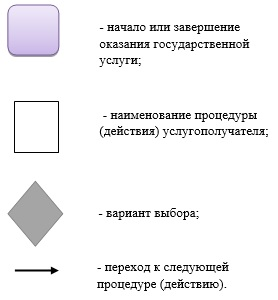 - начало или завершение
оказания государственной
услуги;
- наименование процедуры
(действия) услугополучателя;
- вариант выбора;
- переход к следующей
процедуре (действию).